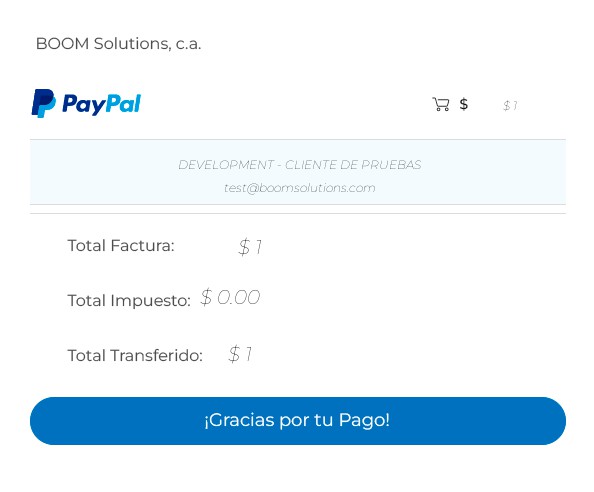 BOOM Solutions, c.a.
PayPal $ $ 1
DEVELOPMENT - CLIENTE DE PRUEBAS
test@boomsolutions.com
Total Factura: $ 1
Total Impuesto: $ 0.00
Total Transferido: $ 1
¡Gracias por tu Pago!